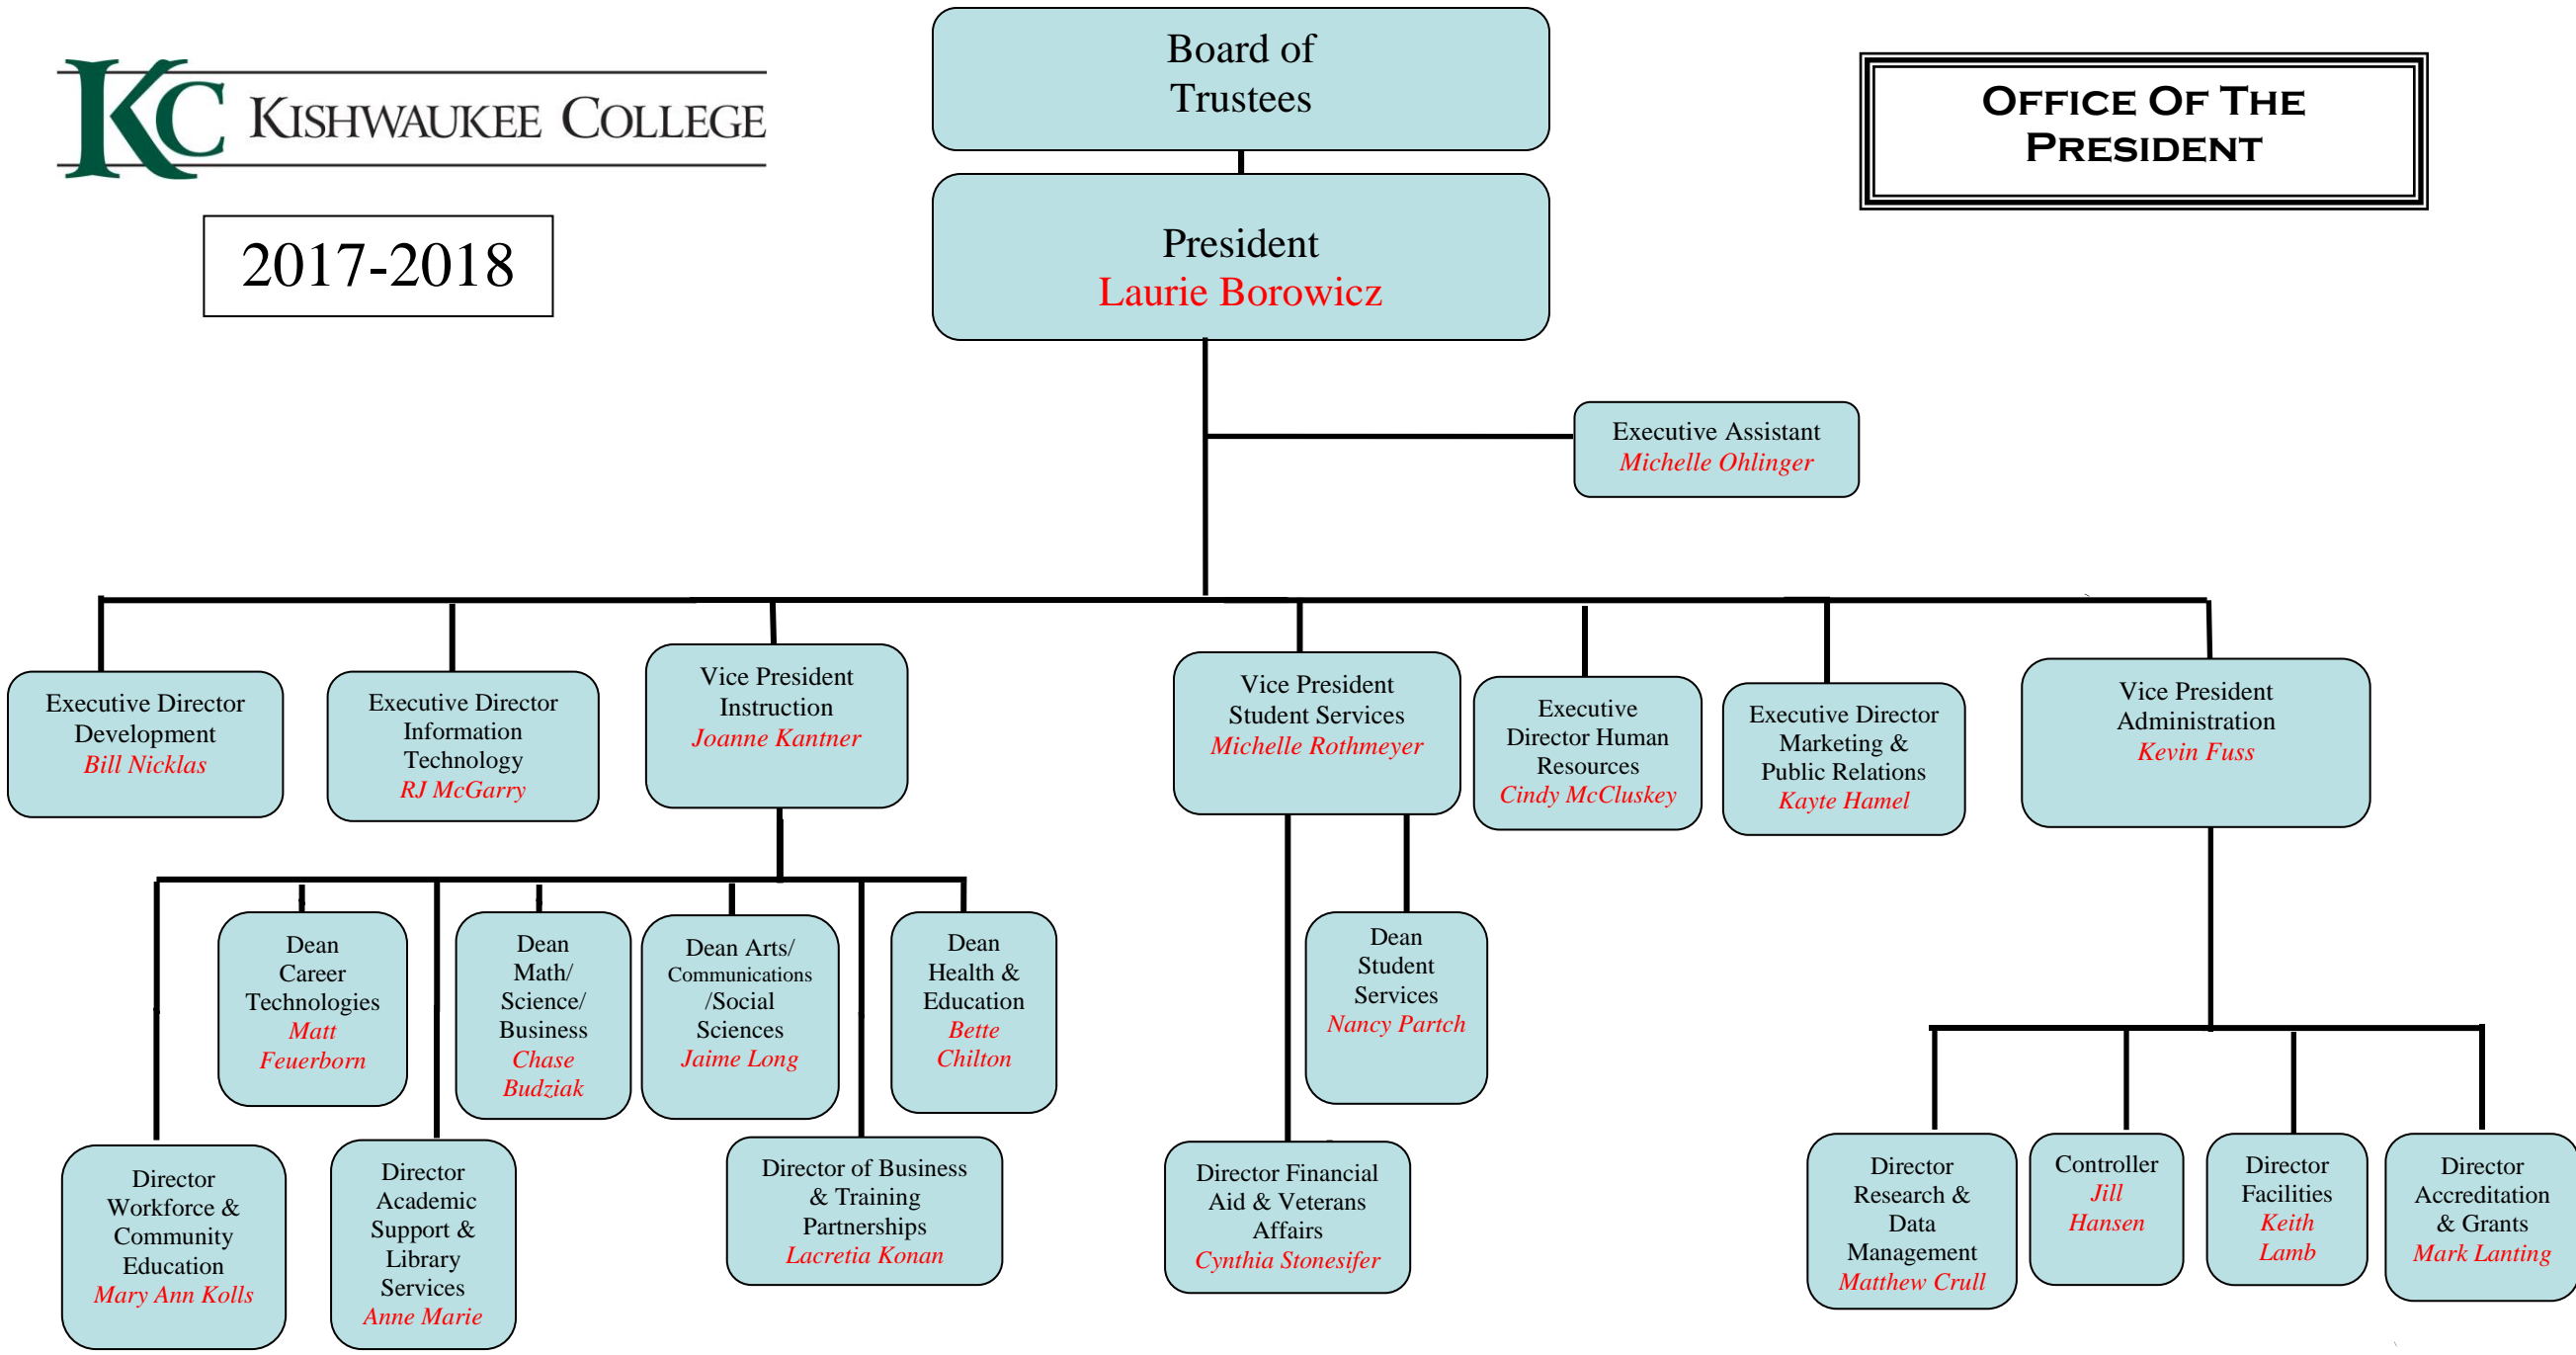 KC KISHWAUKEE COLLEGE
2017-2018
Board of
Trustees
OFFICE OF THE
PRESIDENT
President
Laurie Borowicz
Executive Assistant
Michelle Ohlinger
Executive Director
Development
Bill Nicklas
Executive Director
Information
Technology
RJ McGarry
Vice President
Instruction
Joanne Kantner
Vice President
Student Services
Michelle Rothmeyer
Executive
Director Human
Resources
Cindy McCluskey
Executive Director
Marketing &
Public Relations
Kayte Hamel
Vice President
Administration
Kevin Fuss
Dean
Career
Technologies
Matt
Feuerborn
Dean
Math/
Science/
Business
Chase
Budziak
Dean Arts/
Communications
/Social
Sciences
Jaime Long
Dean
Health &
Education
Bette
Chilton
Dean
Student
Services
Nancy Partch
Director
Workforce &
Community
Education
Mary Ann Kolls
Director
Academic
Support &
Library
Services
Anne Marie
Director of Business
& Training
Partnerships
Lacretia Konan
Director Financial
Aid & Veterans
Affairs
Cynthia Stonesifer
Director
Research &
Data
Management
Matthew Crull
Controller
Jill
Hansen
Director
Facilities
Keith
Lamb
Director
Accreditation
& Grants
Mark Lanting